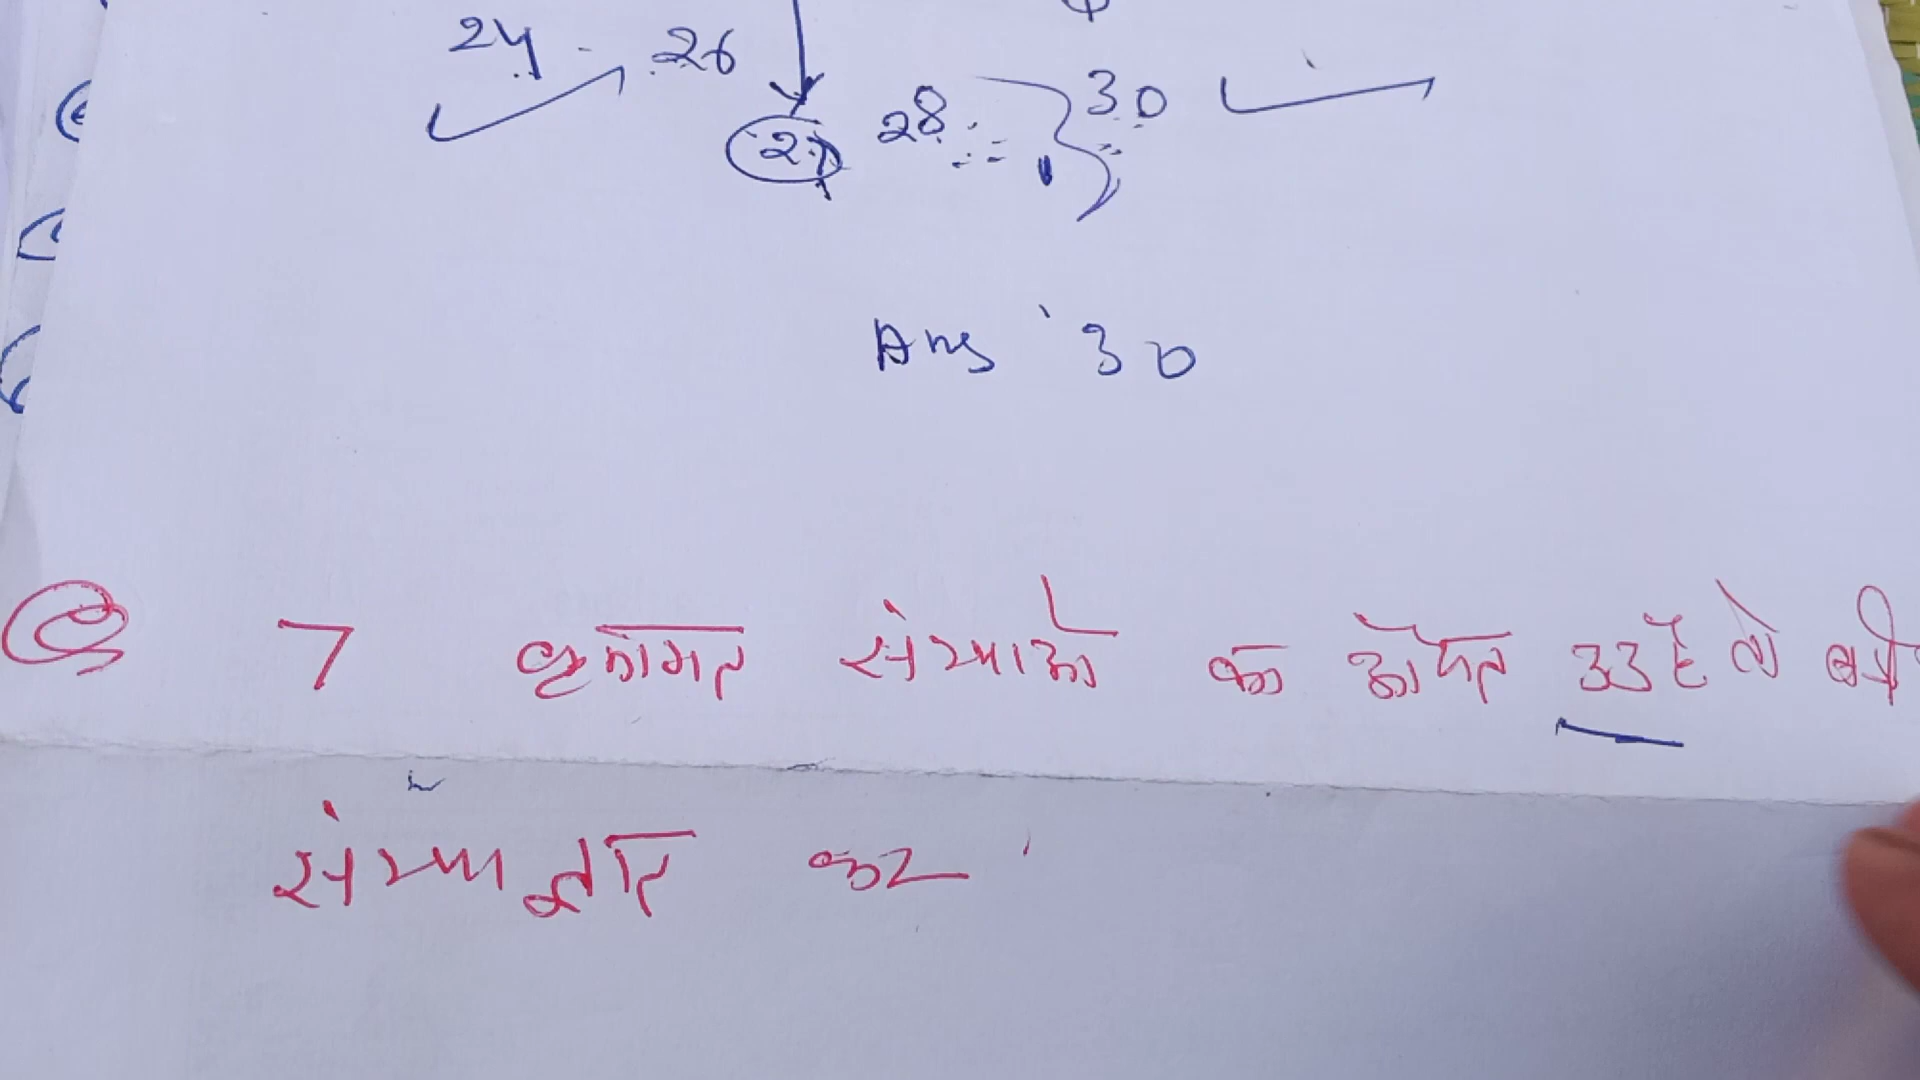 24 - 26
27 28 30
Ans 30
Q 7 क्रमागत संख्याओ का औसत 33 है तो बड़ी
संख्या ज्ञात कर